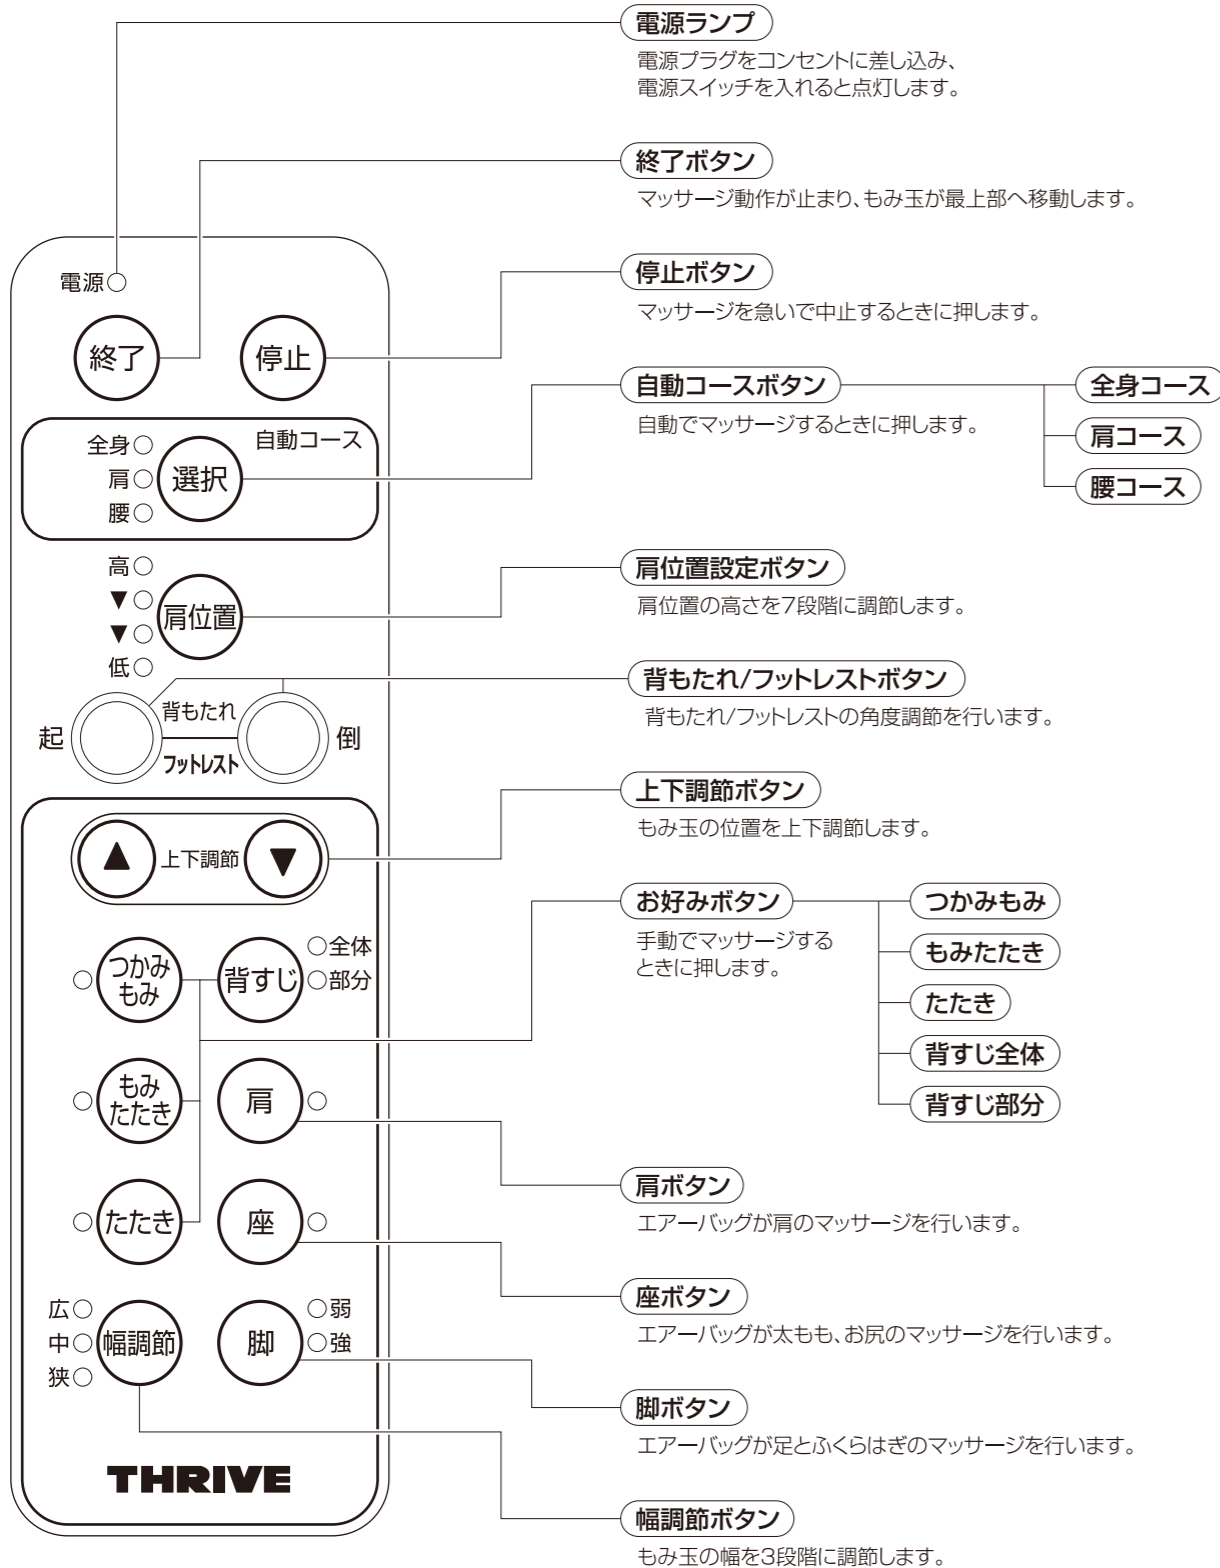 電源ランプ
電源プラグをコンセントに差し込み、
電源スイッチを入れると点灯します。
終了ボタン
マッサージ動作が止まり、もみ玉が最上部へ移動します。
停止ボタン
マッサージを急いで中止するときに押します。
自動コースボタン
自動でマッサージするときに押します。
全身コース
肩コース
腰コース
肩位置設定ボタン
肩位置の高さを7段階に調節します。
背もたれ/フットレストボタン
背もたれ/フットレストの角度調節を行います。
上下調節ボタン
もみ玉の位置を上下調節します。
お好みボタン
手動でマッサージする
ときに押します。
つかみもみ
もみたたき
たたき
背すじ全体
背すじ部分
肩ボタン
エアーバッグが肩のマッサージを行います。
座ボタン
エアーバッグが太もも、お尻のマッサージを行います。
脚ボタン
エアーバッグが足とふくらはぎのマッサージを行います。
幅調節ボタン
もみ玉の幅を3段階に調節します。
電源○
終了
停止
自動コース
全身○
肩○
腰○
選択
高○
▼○
▼○
低○
肩位置
起
背もたれ
フットレスト
倒
▲
上下調節
▼
○
つかみ
もみ
背すじ
○全体
○部分
○
もみ
たたき
肩
○
○
たたき
座
○
広○
中○
狭○
幅調節
脚
○弱
○強
THRIVE